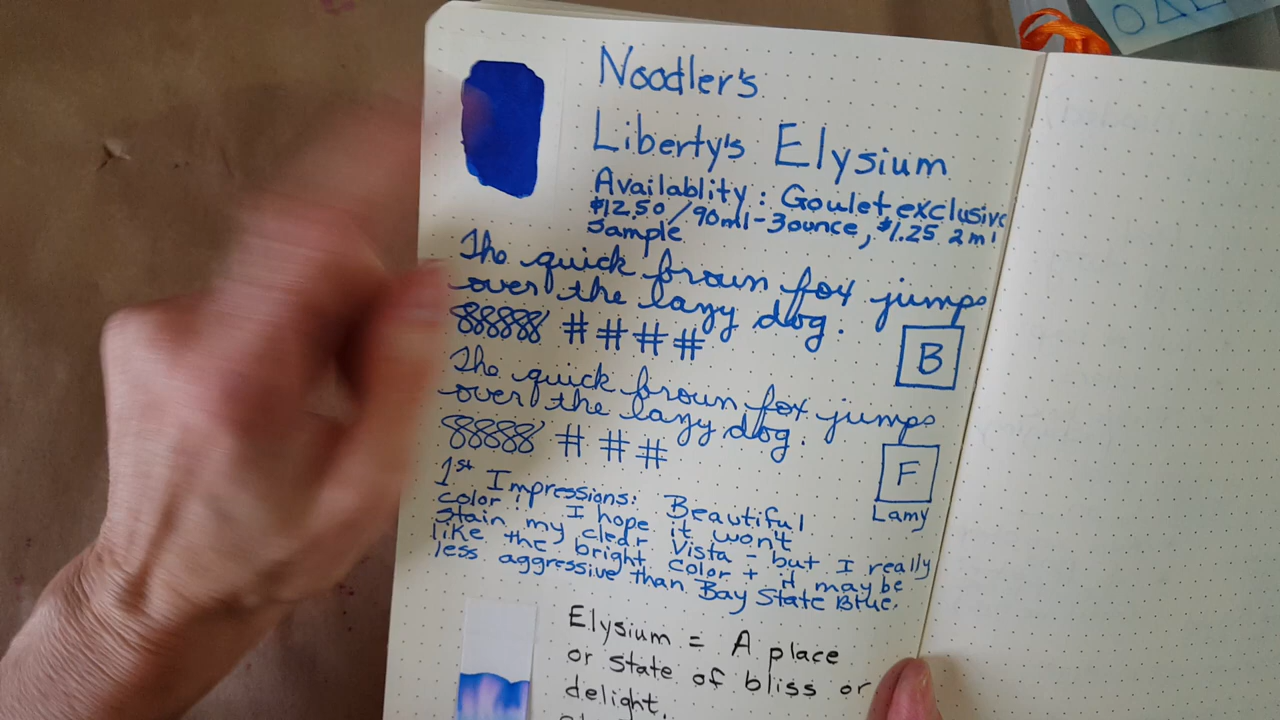 Noodler's
Liberty's Elysium
Availablity: Goulet exclusive
$12.50/90ml-3ounce, $1.25 2ml
Sample
The quick brown fox jumps
over the lazy dog.
888888 # # # #
B
The quick brown fox jumps
over the lazy dog.
88888 # # #
F
Lamy
1st Impressions: Beautiful
color! I hope it won't
stain my clear Vista - but I really
like the bright color + it may be
less aggressive than Bay State Blue.
Elysium = A place
or state of bliss or
delight.